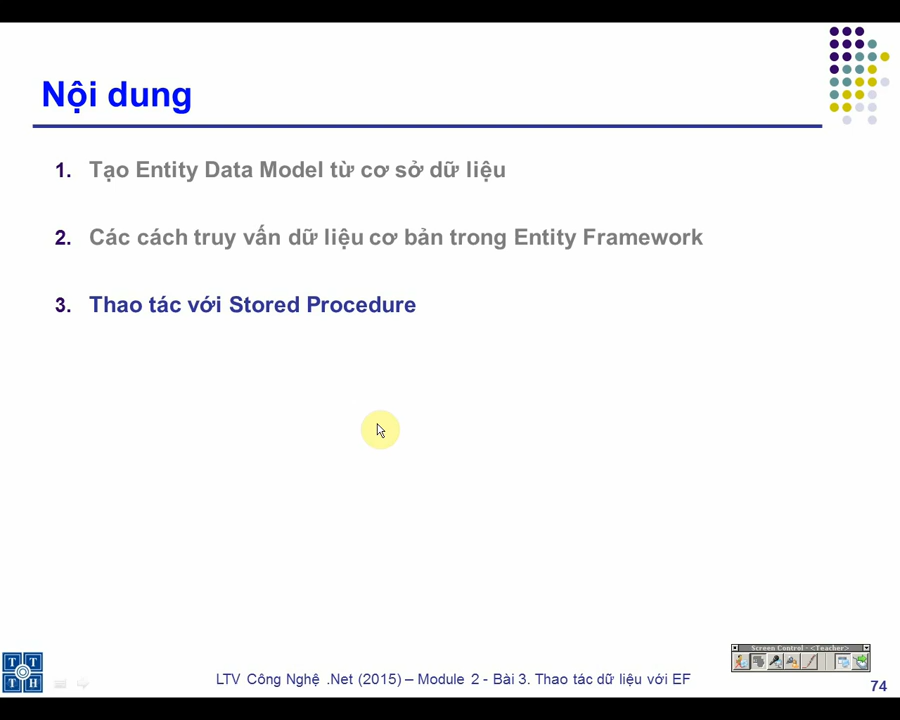 Nội dung
1. Tạo Entity Data Model từ cơ sở dữ liệu
2. Các cách truy vấn dữ liệu cơ bản trong Entity Framework
3. Thao tác với Stored Procedure
Screen Control - <Teacher>
T T
T H
LTV Công Nghệ .Net (2015) – Module 2 - Bài 3. Thao tác dữ liệu với EF
74